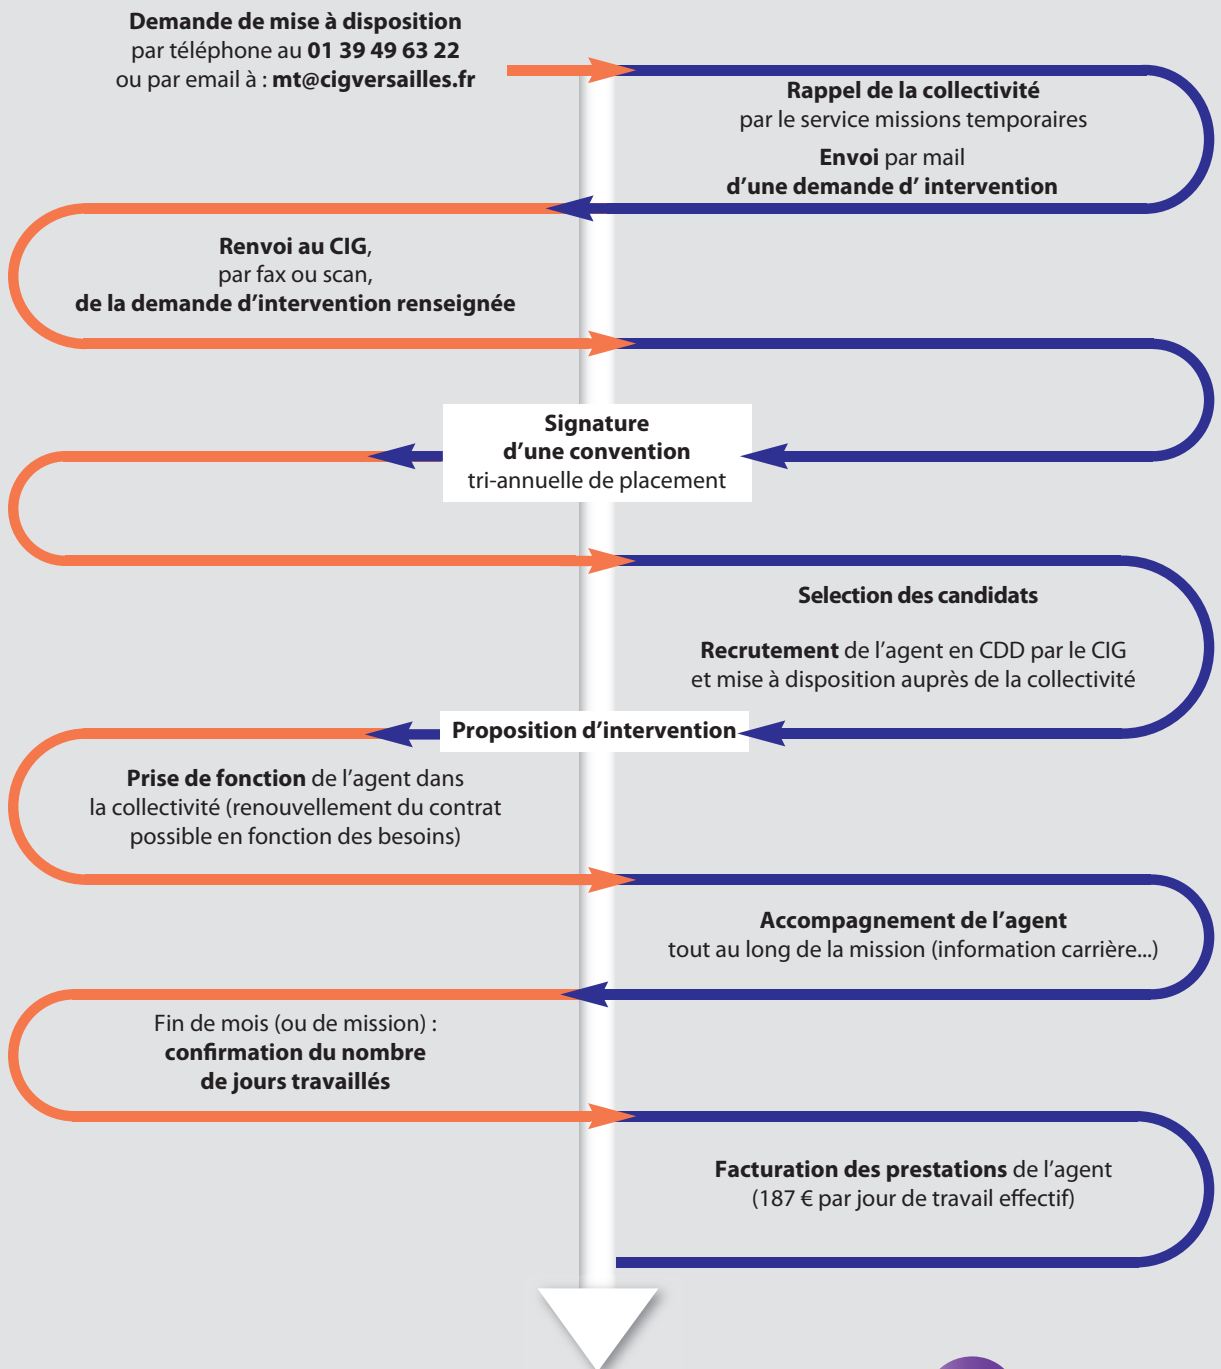 Demande de mise à disposition
par téléphone au 01 39 49 63 22
ou par email à : mt@cigversailles.fr
Rappel de la collectivité
par le service missions temporaires
Envoi par mail
d’une demande d’ intervention
Renvoi au CIG,
par fax ou scan,
de la demande d’intervention renseignée
Signature
d’une convention
tri-annuelle de placement
Selection des candidats
Recrutement de l’agent en CDD par le CIG
et mise à disposition auprès de la collectivité
Proposition d’intervention
Prise de fonction de l’agent dans
la collectivité (renouvellement du contrat
possible en fonction des besoins)
Accompagnement de l’agent
tout au long de la mission (information carrière...)
Fin de mois (ou de mission) :
confirmation du nombre
de jours travaillés
Facturation des prestations de l’agent
(187 € par jour de travail effectif)